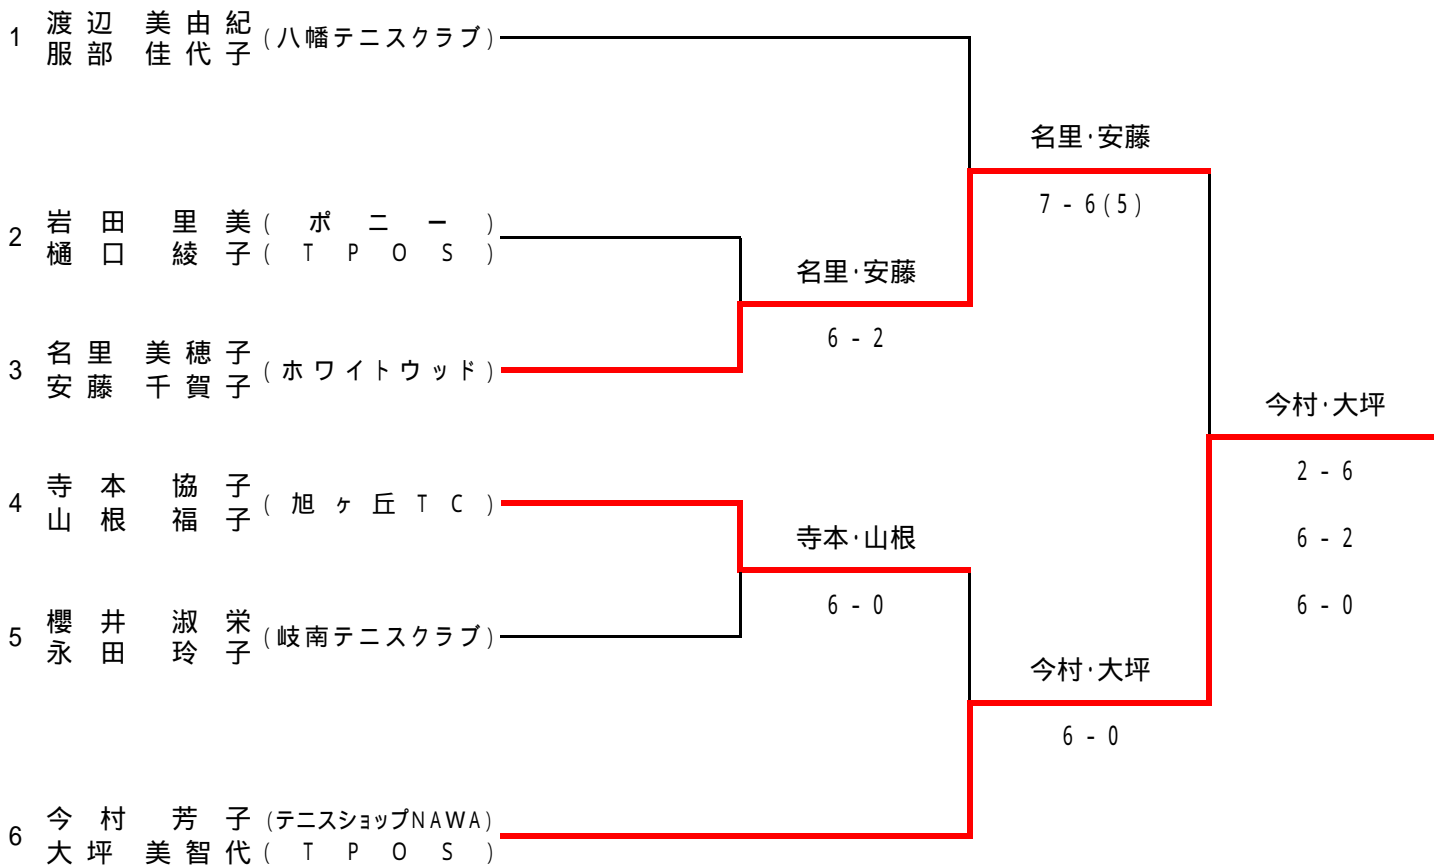 1 渡辺 美由紀 (八幡テニスクラブ)
服部 佳代子
名里・安藤
7 - 6(5)
2 岩田 里美 (ポニー)
樋口 綾子 (TPOS)
名里・安藤
6 - 2
3 名里 美穂子 (ホワイトウッド)
安藤 千賀子
今村・大坪
2 - 6
6 - 2
6 - 0
4 寺本 協子 (旭ヶ丘TC)
山根 福子
寺本・山根
6 - 0
5 櫻井 淑栄 (岐南テニスクラブ)
永田 玲子
今村・大坪
6 - 0
6 今村 芳子 (テニスショップNAWA)
大坪 美智代 (TPOS)